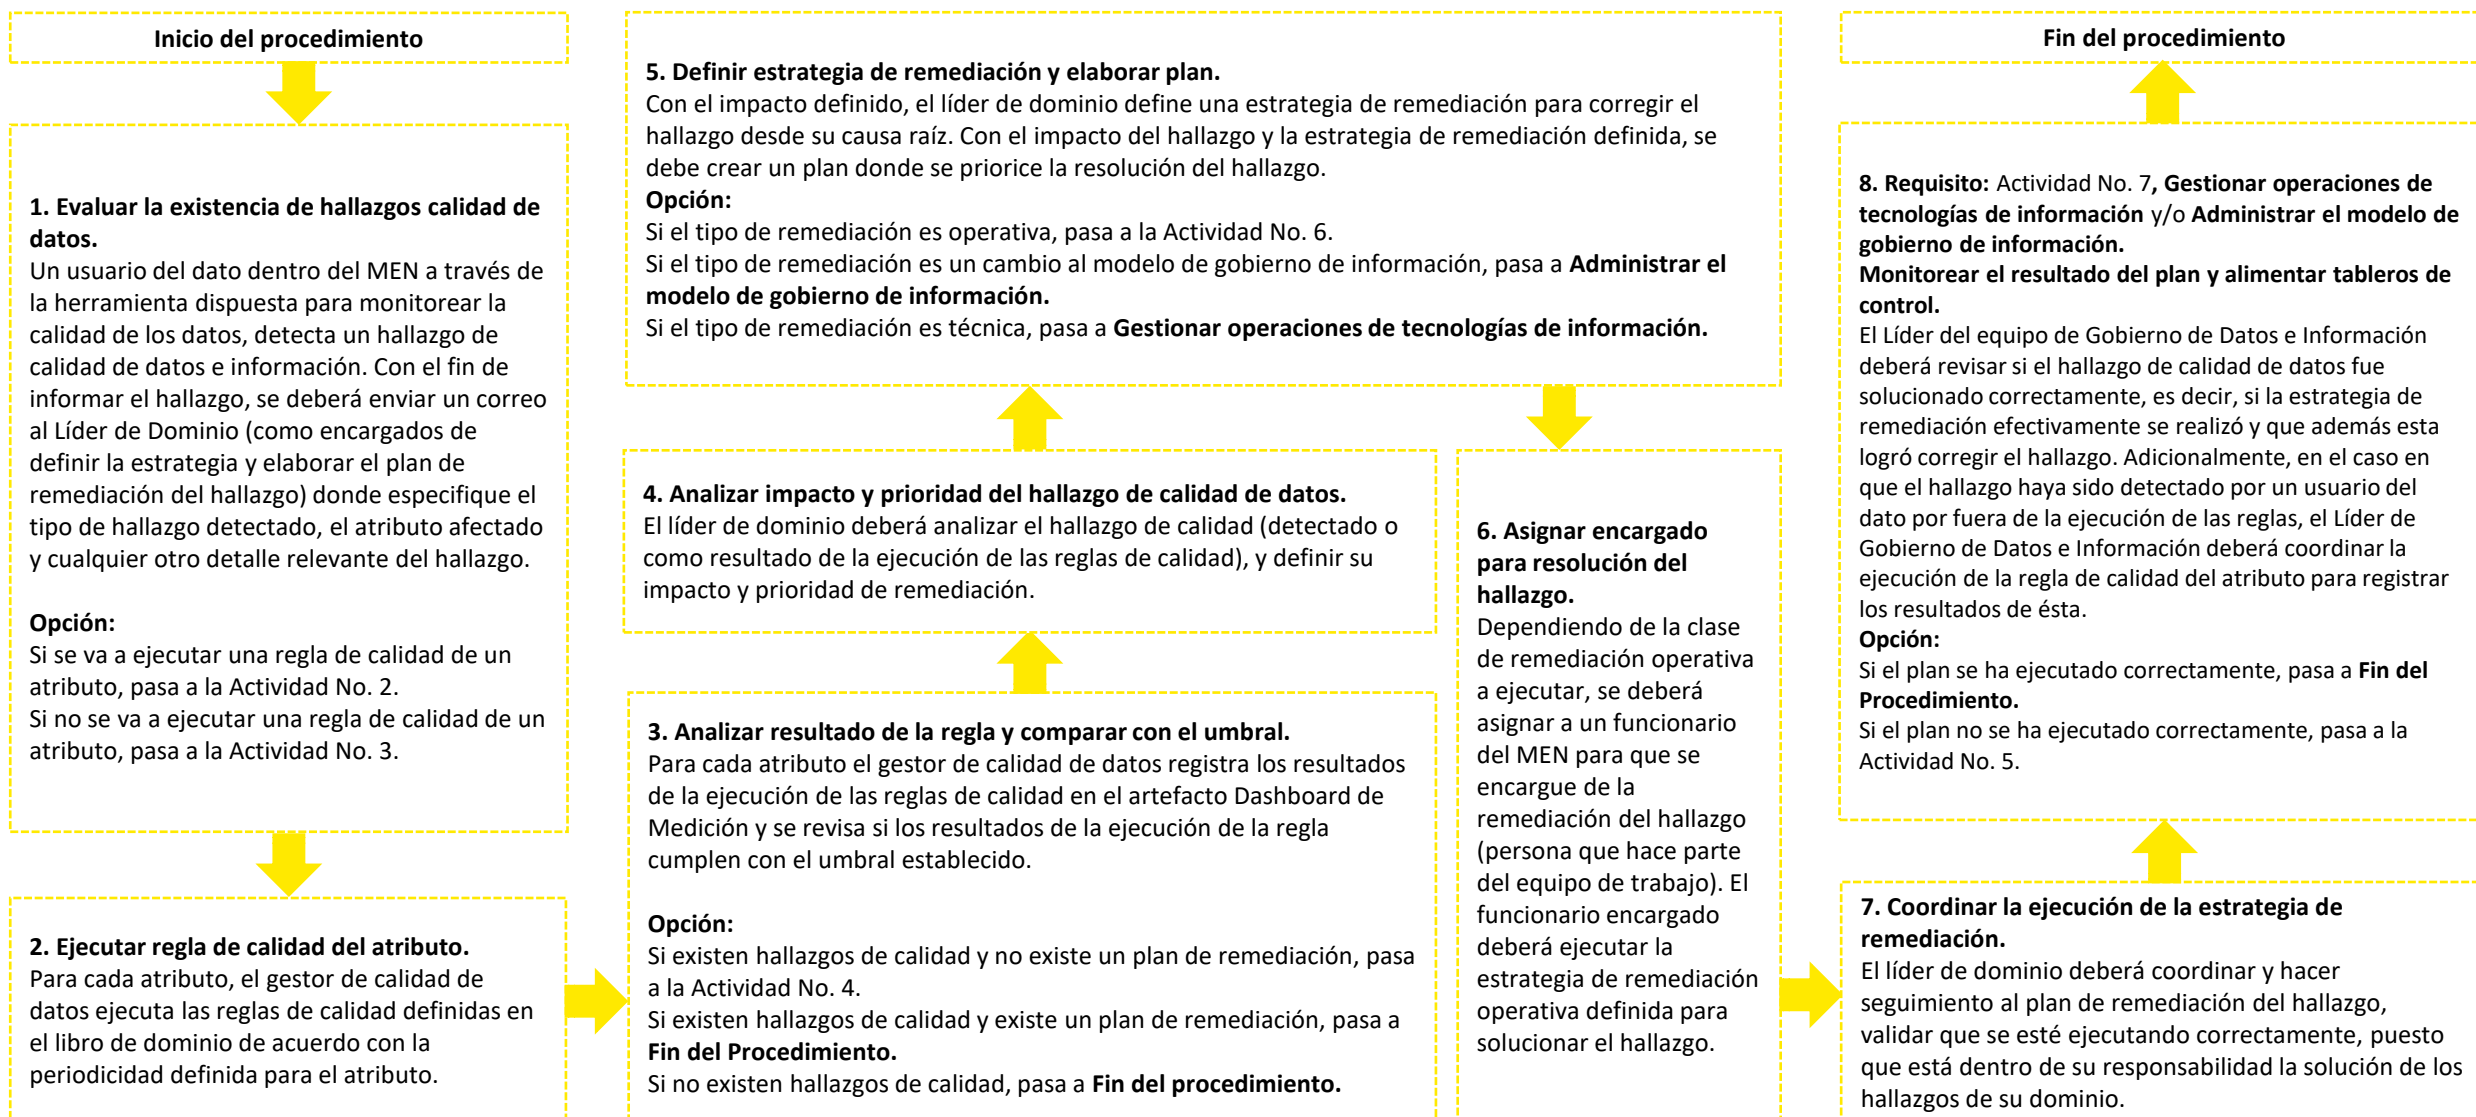 Inicio del procedimiento
1. Evaluar la existencia de hallazgos calidad de
datos.
Un usuario del dato dentro del MEN a través de
la herramienta dispuesta para monitorear la
calidad de los datos, detecta un hallazgo de
calidad de datos e información. Con el fin de
informar el hallazgo, se deberá enviar un correo
al Líder de Dominio (como encargados de
definir la estrategia y elaborar el plan de
remediación del hallazgo) donde especifique el
tipo de hallazgo detectado, el atributo afectado
y cualquier otro detalle relevante del hallazgo.
Opción:
Si se va a ejecutar una regla de calidad de un
atributo, pasa a la Actividad No. 2.
Si no se va a ejecutar una regla de calidad de un
atributo, pasa a la Actividad No. 3.
2. Ejecutar regla de calidad del atributo.
Para cada atributo, el gestor de calidad de
datos ejecuta las reglas de calidad definidas en
el libro de dominio de acuerdo con la
periodicidad definida para el atributo.
3. Analizar resultado de la regla y comparar con el umbral.
Para cada atributo el gestor de calidad de datos registra los resultados
de la ejecución de las reglas de calidad en el artefacto Dashboard de
Medición y se revisa si los resultados de la ejecución de la regla
cumplen con el umbral establecido.
Opción:
Si existen hallazgos de calidad y no existe un plan de remediación, pasa
a la Actividad No. 4.
Si existen hallazgos de calidad y existe un plan de remediación, pasa a
Fin del Procedimiento.
Si no existen hallazgos de calidad, pasa a Fin del procedimiento.
4. Analizar impacto y prioridad del hallazgo de calidad de datos.
El líder de dominio deberá analizar el hallazgo de calidad (detectado o
como resultado de la ejecución de las reglas de calidad), y definir su
impacto y prioridad de remediación.
5. Definir estrategia de remediación y elaborar plan.
Con el impacto definido, el líder de dominio define una estrategia de remediación para corregir el
hallazgo desde su causa raíz. Con el impacto del hallazgo y la estrategia de remediación definida, se
debe crear un plan donde se priorice la resolución del hallazgo.
Opción:
Si el tipo de remediación es operativa, pasa a la Actividad No. 6.
Si el tipo de remediación es un cambio al modelo de gobierno de información, pasa a Administrar el
modelo de gobierno de información.
Si el tipo de remediación es técnica, pasa a Gestionar operaciones de tecnologías de información.
6. Asignar encargado
para resolución del
hallazgo.
Dependiendo de la clase
de remediación operativa
a ejecutar, se deberá
asignar a un funcionario
del MEN para que se
encargue de la
remediación del hallazgo
(persona que hace parte
del equipo de trabajo). El
funcionario encargado
deberá ejecutar la
estrategia de remediación
operativa definida para
solucionar el hallazgo.
7. Coordinar la ejecución de la estrategia de
remediación.
El líder de dominio deberá coordinar y hacer
seguimiento al plan de remediación del hallazgo,
validar que se esté ejecutando correctamente, puesto
que está dentro de su responsabilidad la solución de los
hallazgos de su dominio.
8. Requisito: Actividad No. 7, Gestionar operaciones de
tecnologías de información y/o Administrar el modelo de
gobierno de información.
Monitorear el resultado del plan y alimentar tableros de
control.
El Líder del equipo de Gobierno de Datos e Información
deberá revisar si el hallazgo de calidad de datos fue
solucionado correctamente, es decir, si la estrategia de
remediación efectivamente se realizó y que además esta
logró corregir el hallazgo. Adicionalmente, en el caso en
que el hallazgo haya sido detectado por un usuario del
dato por fuera de la ejecución de las reglas, el Líder de
Gobierno de Datos e Información deberá coordinar la
ejecución de la regla de calidad del atributo para registrar
los resultados de ésta.
Opción:
Si el plan se ha ejecutado correctamente, pasa a Fin del
Procedimiento.
Si el plan no se ha ejecutado correctamente, pasa a la
Actividad No. 5.
Fin del procedimiento